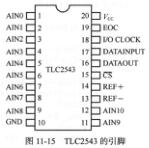 AIN0 1 20 VCC
AIN1 2 19 EOC
AIN2 3 18 I/O CLOCK
AIN3 4 17 DATAINPUT
AIN4 5 16 DATAOUT
TLC2543
AIN5 6 15 CS
AIN6 7 14 REF+
AIN7 8 13 REF−
AIN8 9 12 AIN10
GND 10 11 AIN9
图 11-15 TLC2543 的引脚